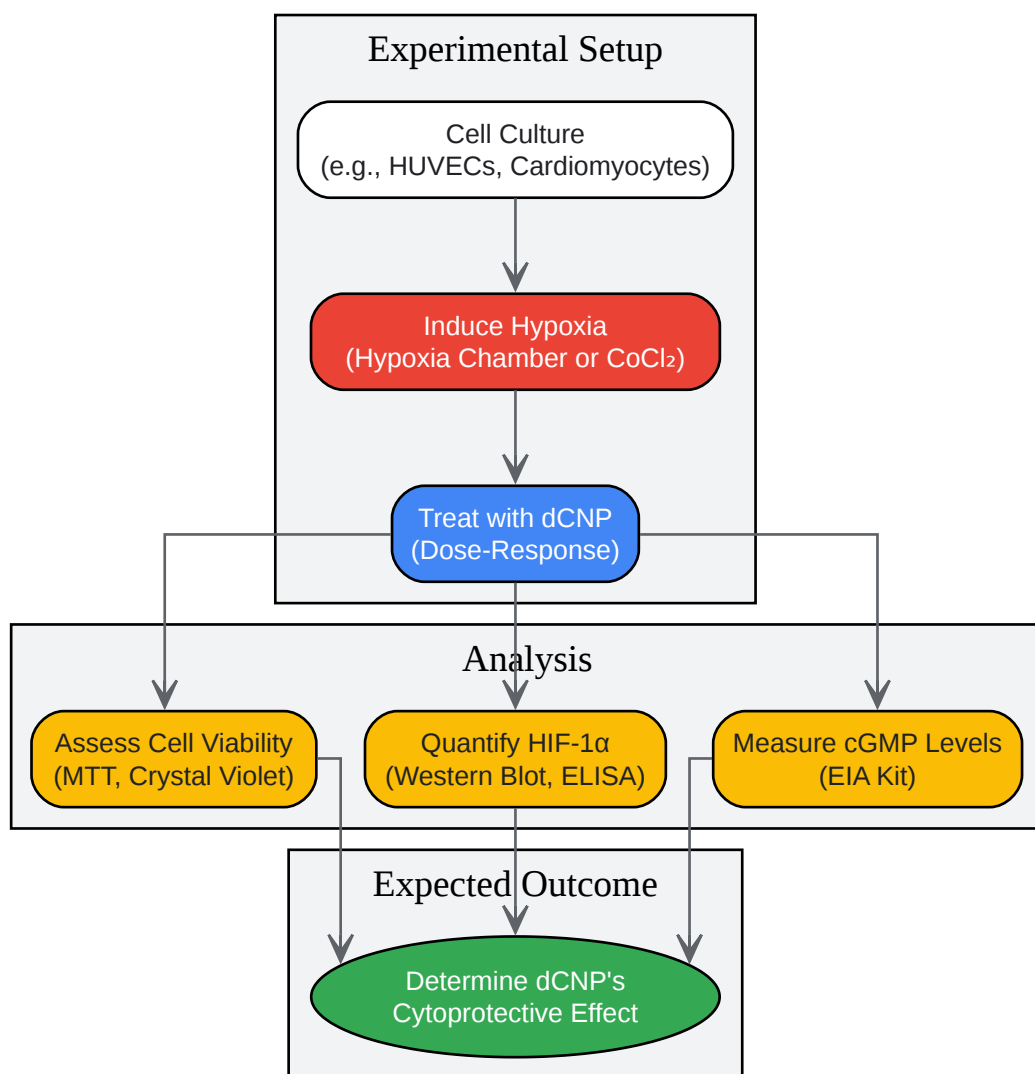 Experimental Setup
Cell Culture
(e.g., HUVECs, Cardiomyocytes)
Induce Hypoxia
(Hypoxia Chamber or CoCl₂)
Treat with dCNP
(Dose-Response)
Analysis
Assess Cell Viability
(MTT, Crystal Violet)
Quantify HIF-1α
(Western Blot, ELISA)
Measure cGMP Levels
(EIA Kit)
Expected Outcome
Determine dCNP's
Cytoprotective Effect